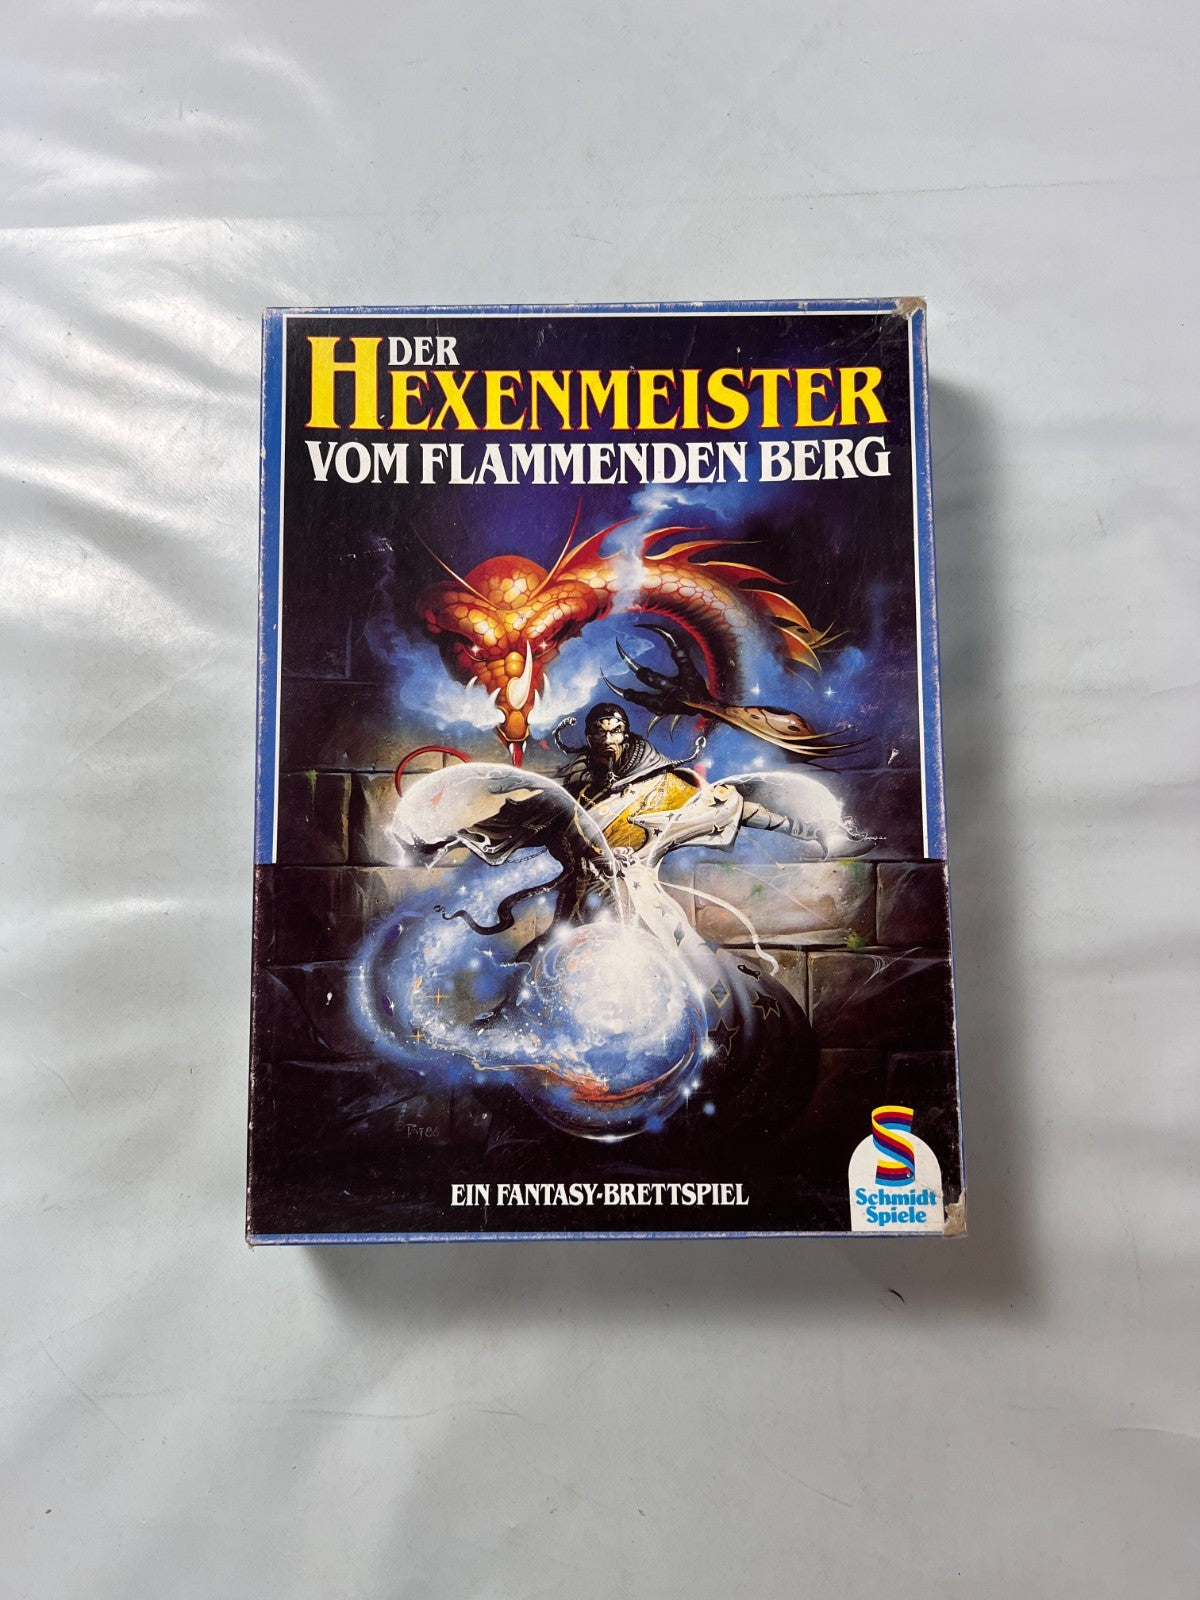 DER
HEXENMEISTER
VOM FLAMMENDEN BERG
EIN FANTASY-BRETTSPIEL
Schmidt
Spiele